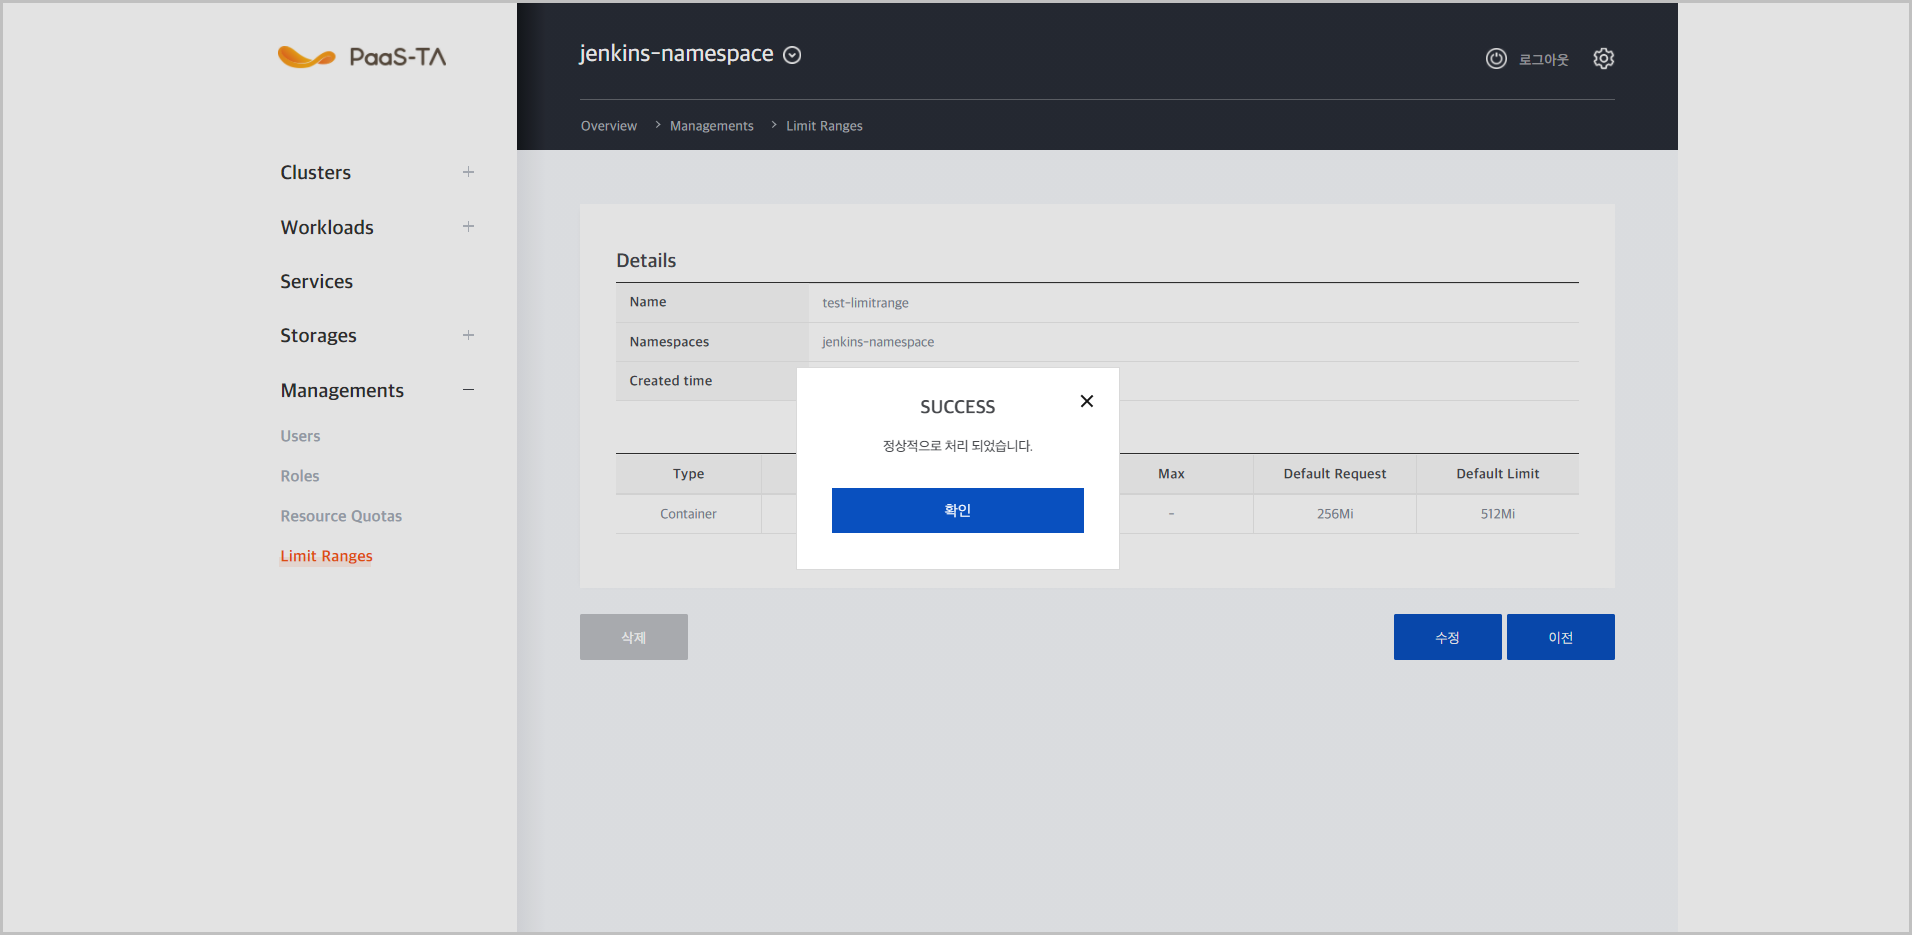 PaaS-TA
jenkins-namespace
로그아웃
Overview > Managements > Limit Ranges
Clusters
Workloads
Services
Storages
Managements
Users
Roles
Resource Quotas
Limit Ranges
Details
Name test-limitrange
Namespaces jenkins-namespace
Created time
SUCCESS
정상적으로 처리 되었습니다.
확인
Type Max Default Request Default Limit
Container - 256Mi 512Mi
삭제 수정 이전